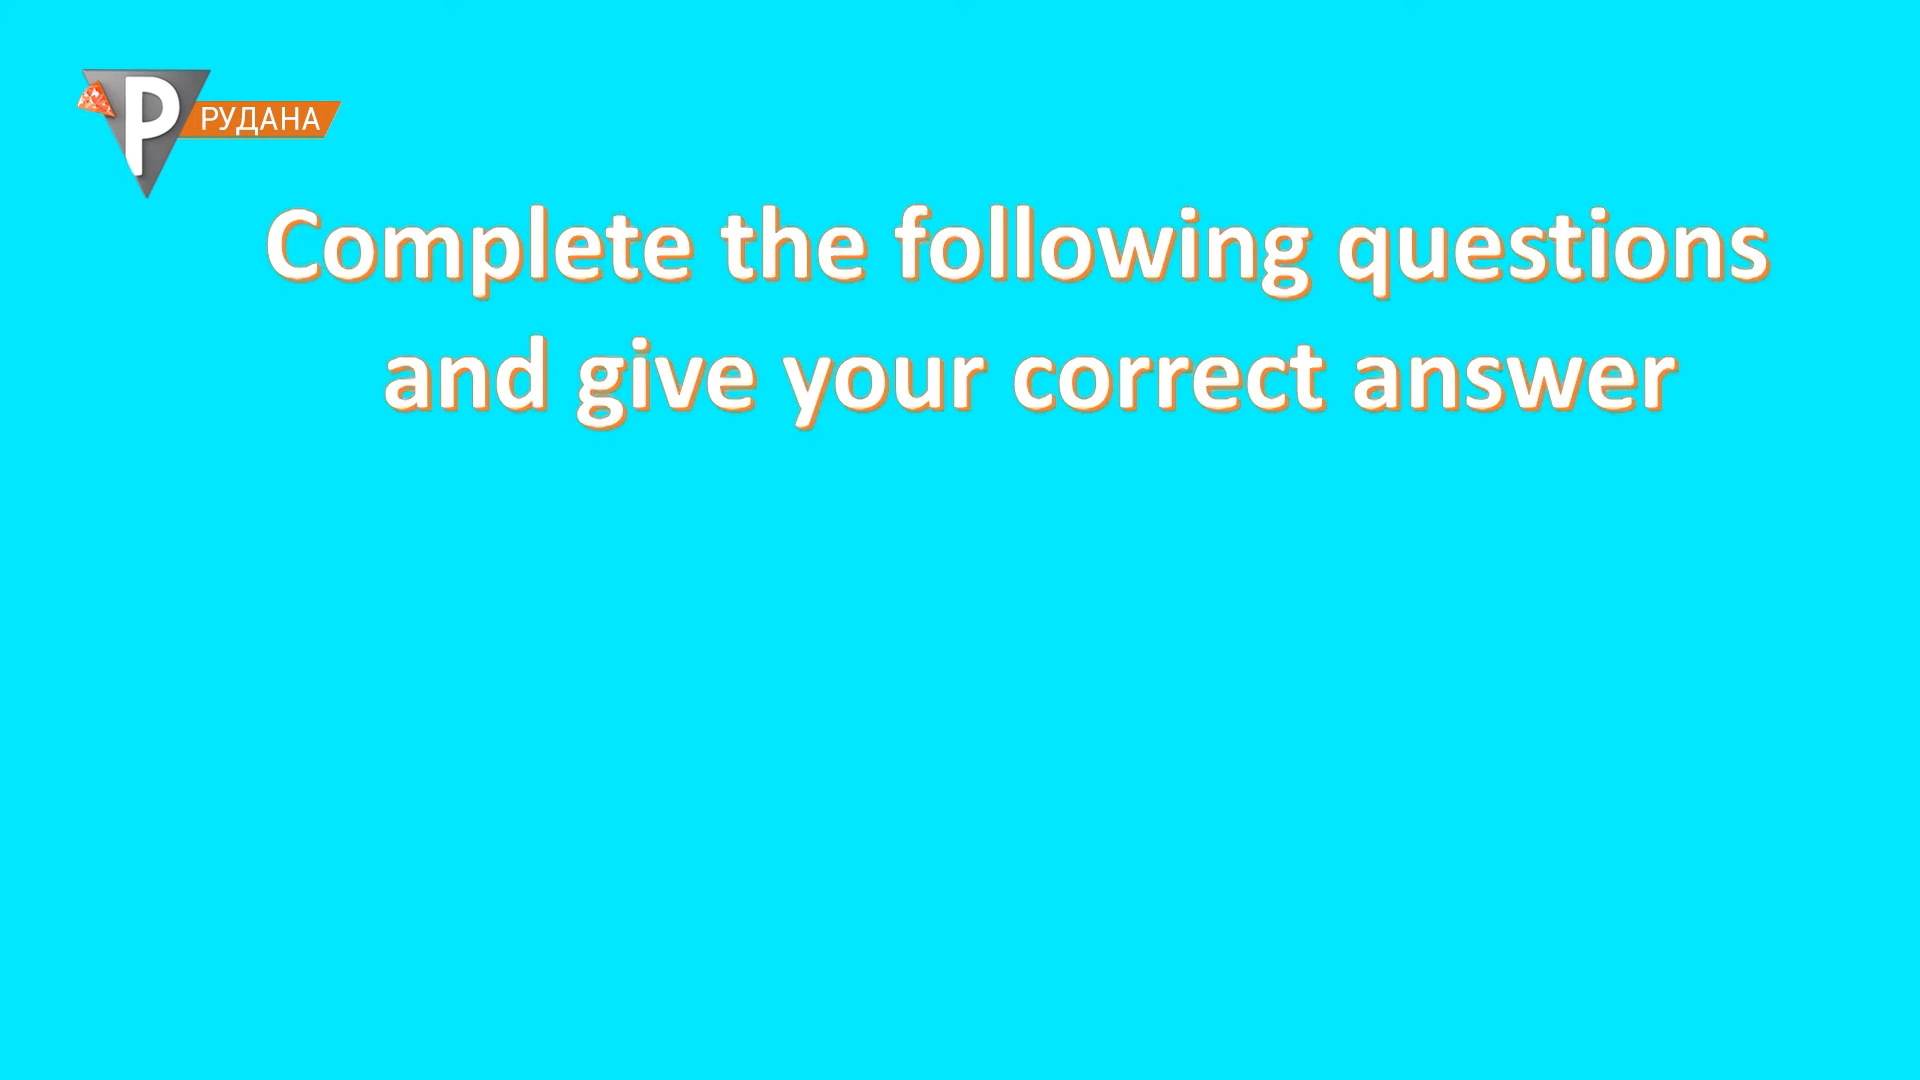 Р РУДАНА
Complete the following questions
and give your correct answer